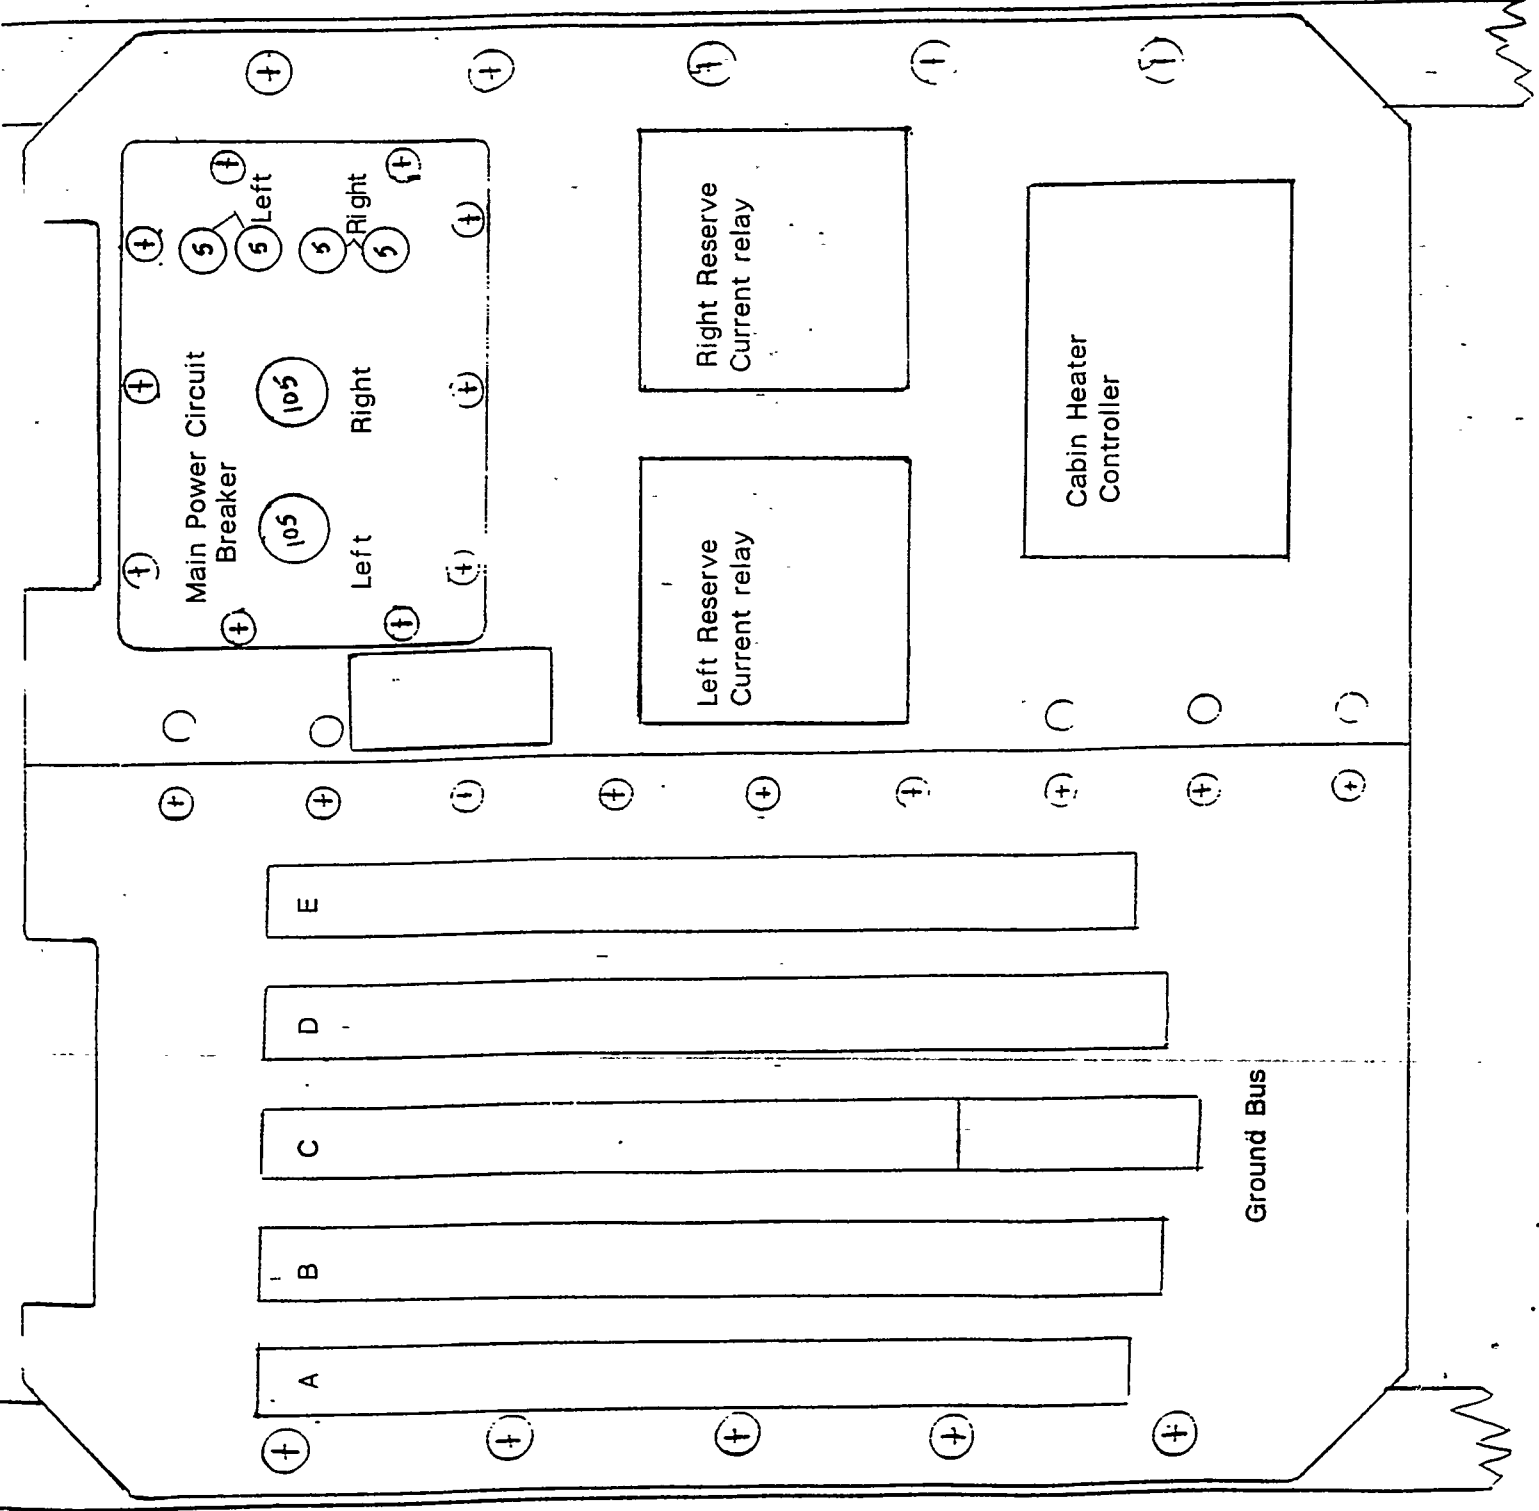 A
B
C
D
E
Ground Bus
Main Power Circuit
Breaker
105
105
Left
Right
5
5
Left
5
5
Right
Left Reserve
Current relay
Right Reserve
Current relay
Cabin Heater
Controller